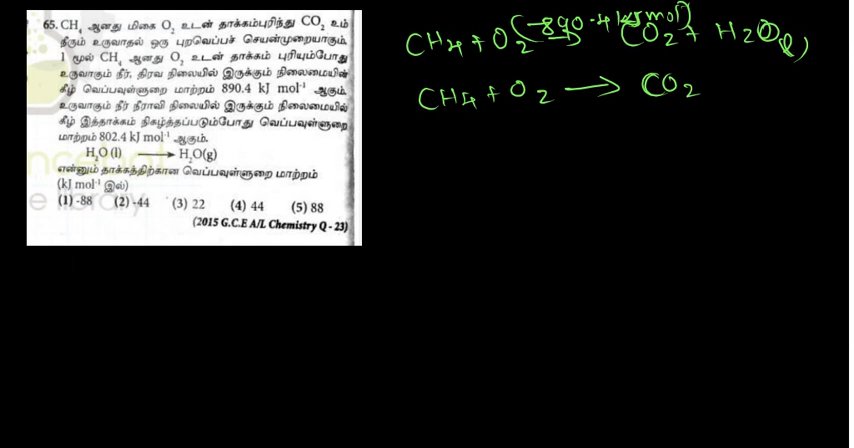 65. CH₄ ஆனது மிகை O₂ உடன் தாக்கம்புரிந்து CO₂ உம்
நீரும் உருவாதல் ஒரு புறவெப்பச் செயன்முறையாகும்.
1 மூல் CH₄ ஆனது O₂ உடன் தாக்கம் புரியும்போது
உருவாகும் நீர், திரவ நிலையில் இருக்கும் நிலைமையின்
கீழ் வெப்பவுள்ளுறை மாற்றம் 890.4 kJ mol⁻¹ ஆகும்.
உருவாகும் நீர் நீராவி நிலையில் இருக்கும் நிலைமையில்
கீழ் இத்தாக்கம் நிகழ்த்தப்படும்போது வெப்பவுள்ளுறை
மாற்றம் 802.4 kJ mol⁻¹ ஆகும்.
H₂O (l) ⟶ H₂O(g)
என்னும் தாக்கத்திற்கான வெப்பவுள்ளுறை மாற்றம்
(kJ mol⁻¹ இல்)
(1) -88 (2) -44 (3) 22 (4) 44 (5) 88
(2015 G.C.E A/L Chemistry Q - 23)
(-890.4 kJ mol)
CH4 + O2 → CO2 + H2O(l)
CH4 + O2 ⟶ CO2